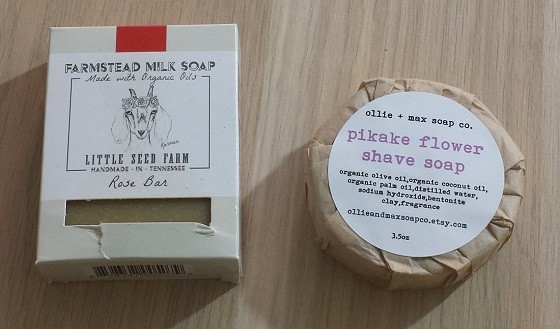 FARMSTEAD MILK SOAP
Made with Organic Oils
LITTLE SEED FARM
HANDMADE - IN - TENNESSEE
Rose Bar
ollie + max soap co.
pikake flower
shave soap
organic olive oil,organic coconut oil,
organic palm oil,distilled water,
sodium hydroxide,bentonite
clay,fragrance
ollieandmaxsoapco.etsy.com
3.5oz